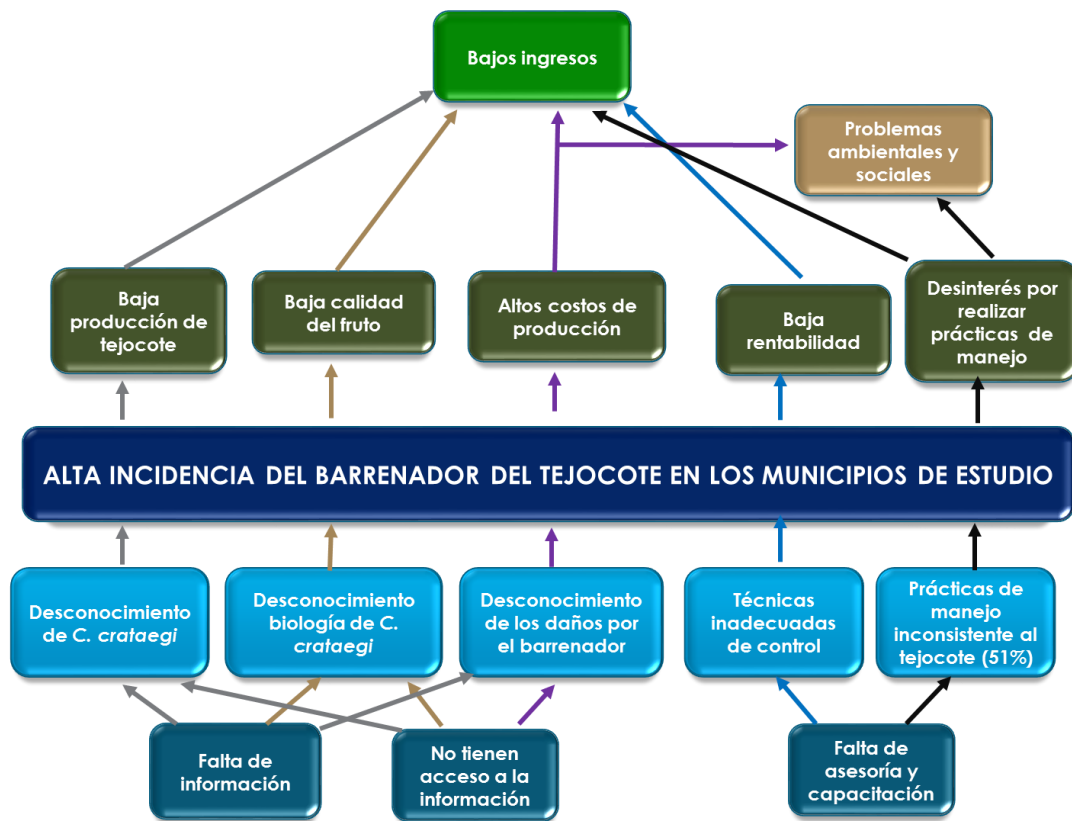 Bajos ingresos
Problemas
ambientales y
sociales
Baja
producción de
tejocote
Baja calidad
del fruto
Altos costos de
producción
Baja
rentabilidad
Desinterés por
realizar
prácticas de
manejo
ALTA INCIDENCIA DEL BARRENADOR DEL TEJOCOTE EN LOS MUNICIPIOS DE ESTUDIO
Desconocimiento
de C. crataegi
Desconocimiento
biología de C.
crataegi
Desconocimiento
de los daños por
el barrenador
Técnicas
inadecuadas
de control
Prácticas de
manejo
inconsistente al
tejocote (51%)
Falta de
información
No tienen
acceso a la
información
Falta de
asesoría y
capacitación